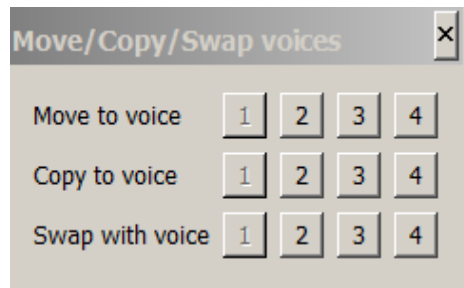 Move/Copy/Swap voices ×
Move to voice 1 2 3 4
Copy to voice 1 2 3 4
Swap with voice 1 2 3 4